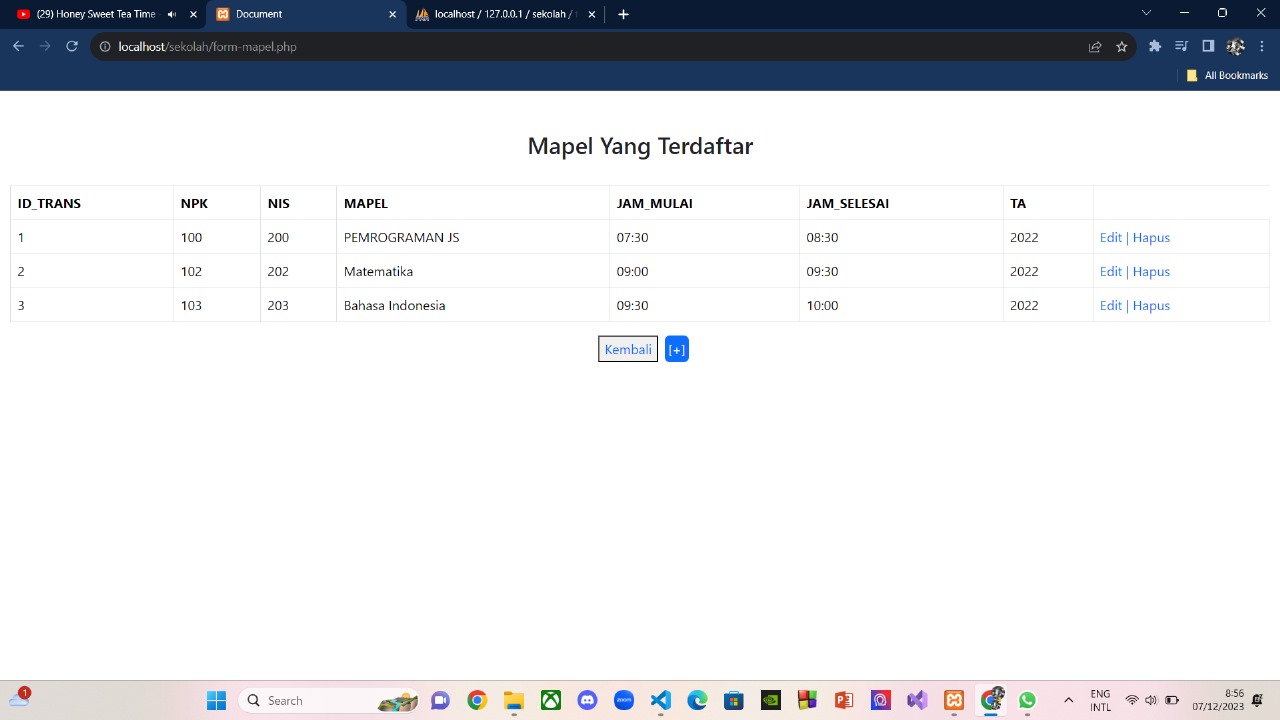 (29) Honey Sweet Tea Time
Document
localhost / 127.0.0.1 / sekolah /
localhost/sekolah/form-mapel.php
All Bookmarks
Mapel Yang Terdaftar
ID_TRANS NPK NIS MAPEL JAM_MULAI JAM_SELESAI TA
1 100 200 PEMROGRAMAN JS 07:30 08:30 2022 Edit | Hapus
2 102 202 Matematika 09:00 09:30 2022 Edit | Hapus
3 103 203 Bahasa Indonesia 09:30 10:00 2022 Edit | Hapus
Kembali [+]
1
Search
zoom
ENG
INTL
8:56
07/12/2023